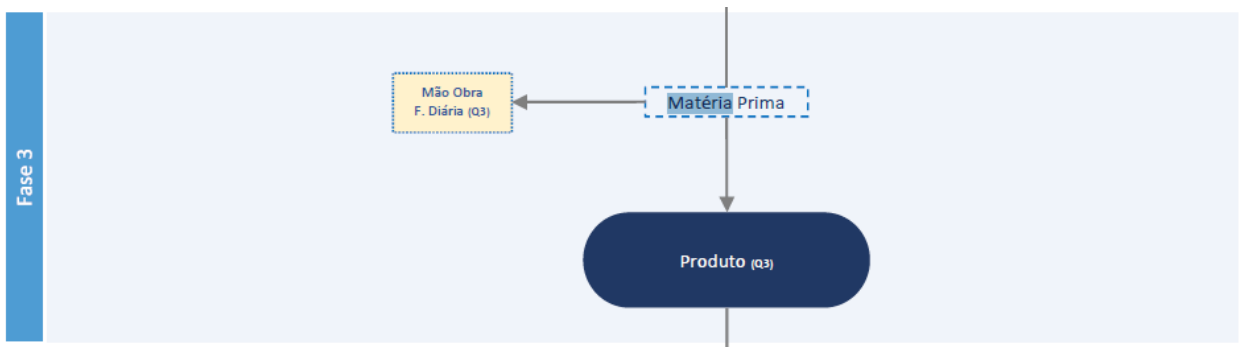 Fase 3
Mão Obra
F. Diária (Q3)
Matéria Prima
Produto (Q3)